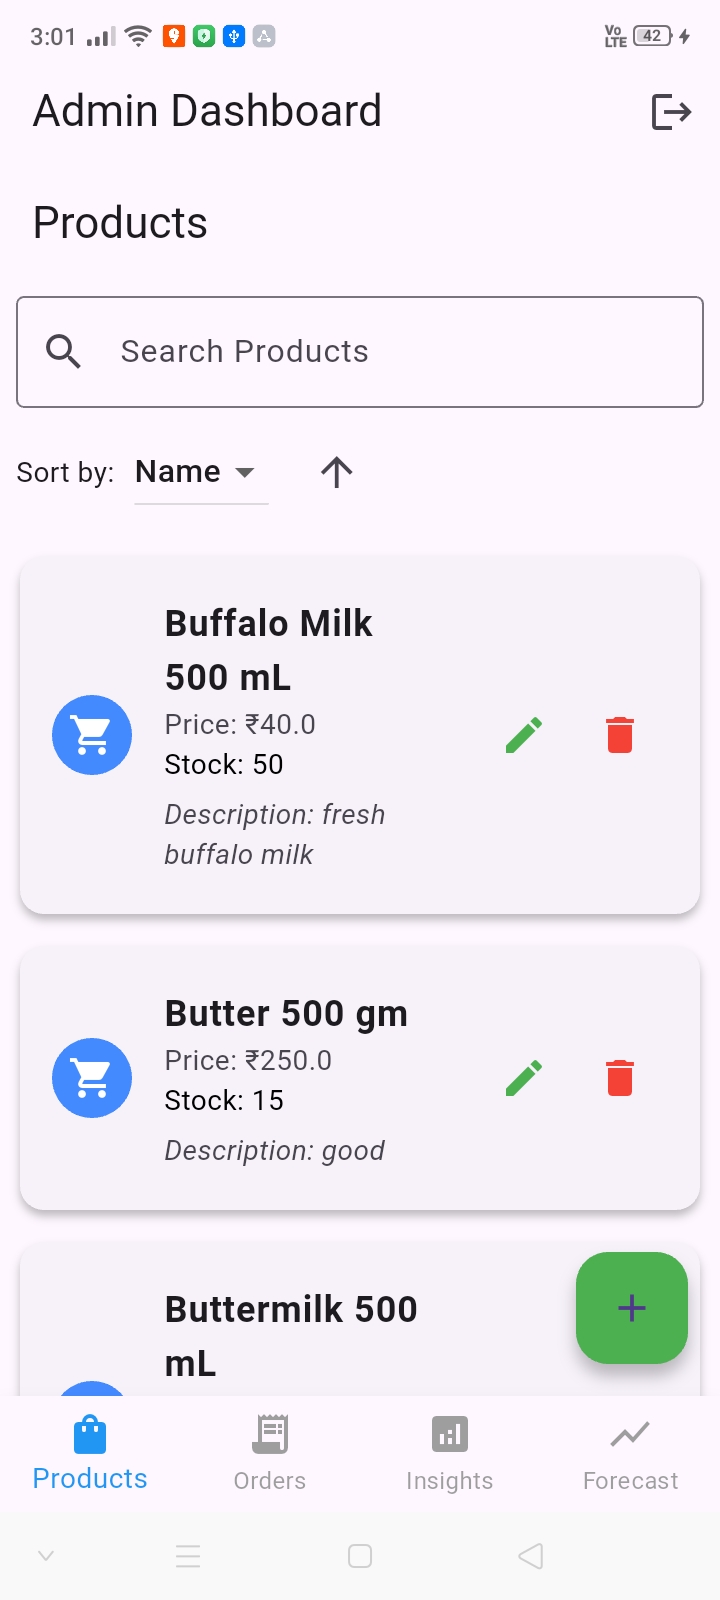 3:01
Vo
LTE
42
Admin Dashboard
Products
Search Products
Sort by: Name
Buffalo Milk
500 mL
Price: ₹40.0
Stock: 50
Description: fresh
buffalo milk
Butter 500 gm
Price: ₹250.0
Stock: 15
Description: good
Buttermilk 500
mL
Products
Orders
Insights
Forecast